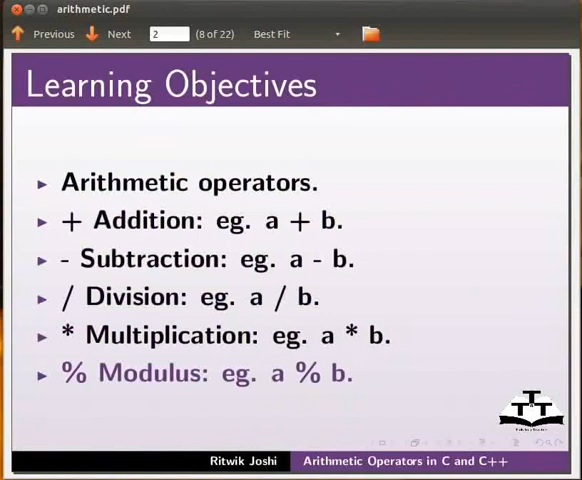 arithmetic.pdf
Previous Next 2 (8 of 22) Best Fit
Learning Objectives
Arithmetic operators.
+ Addition: eg. a + b.
- Subtraction: eg. a - b.
/ Division: eg. a / b.
* Multiplication: eg. a * b.
% Modulus: eg. a % b.
Ritwik Joshi Arithmetic Operators in C and C++